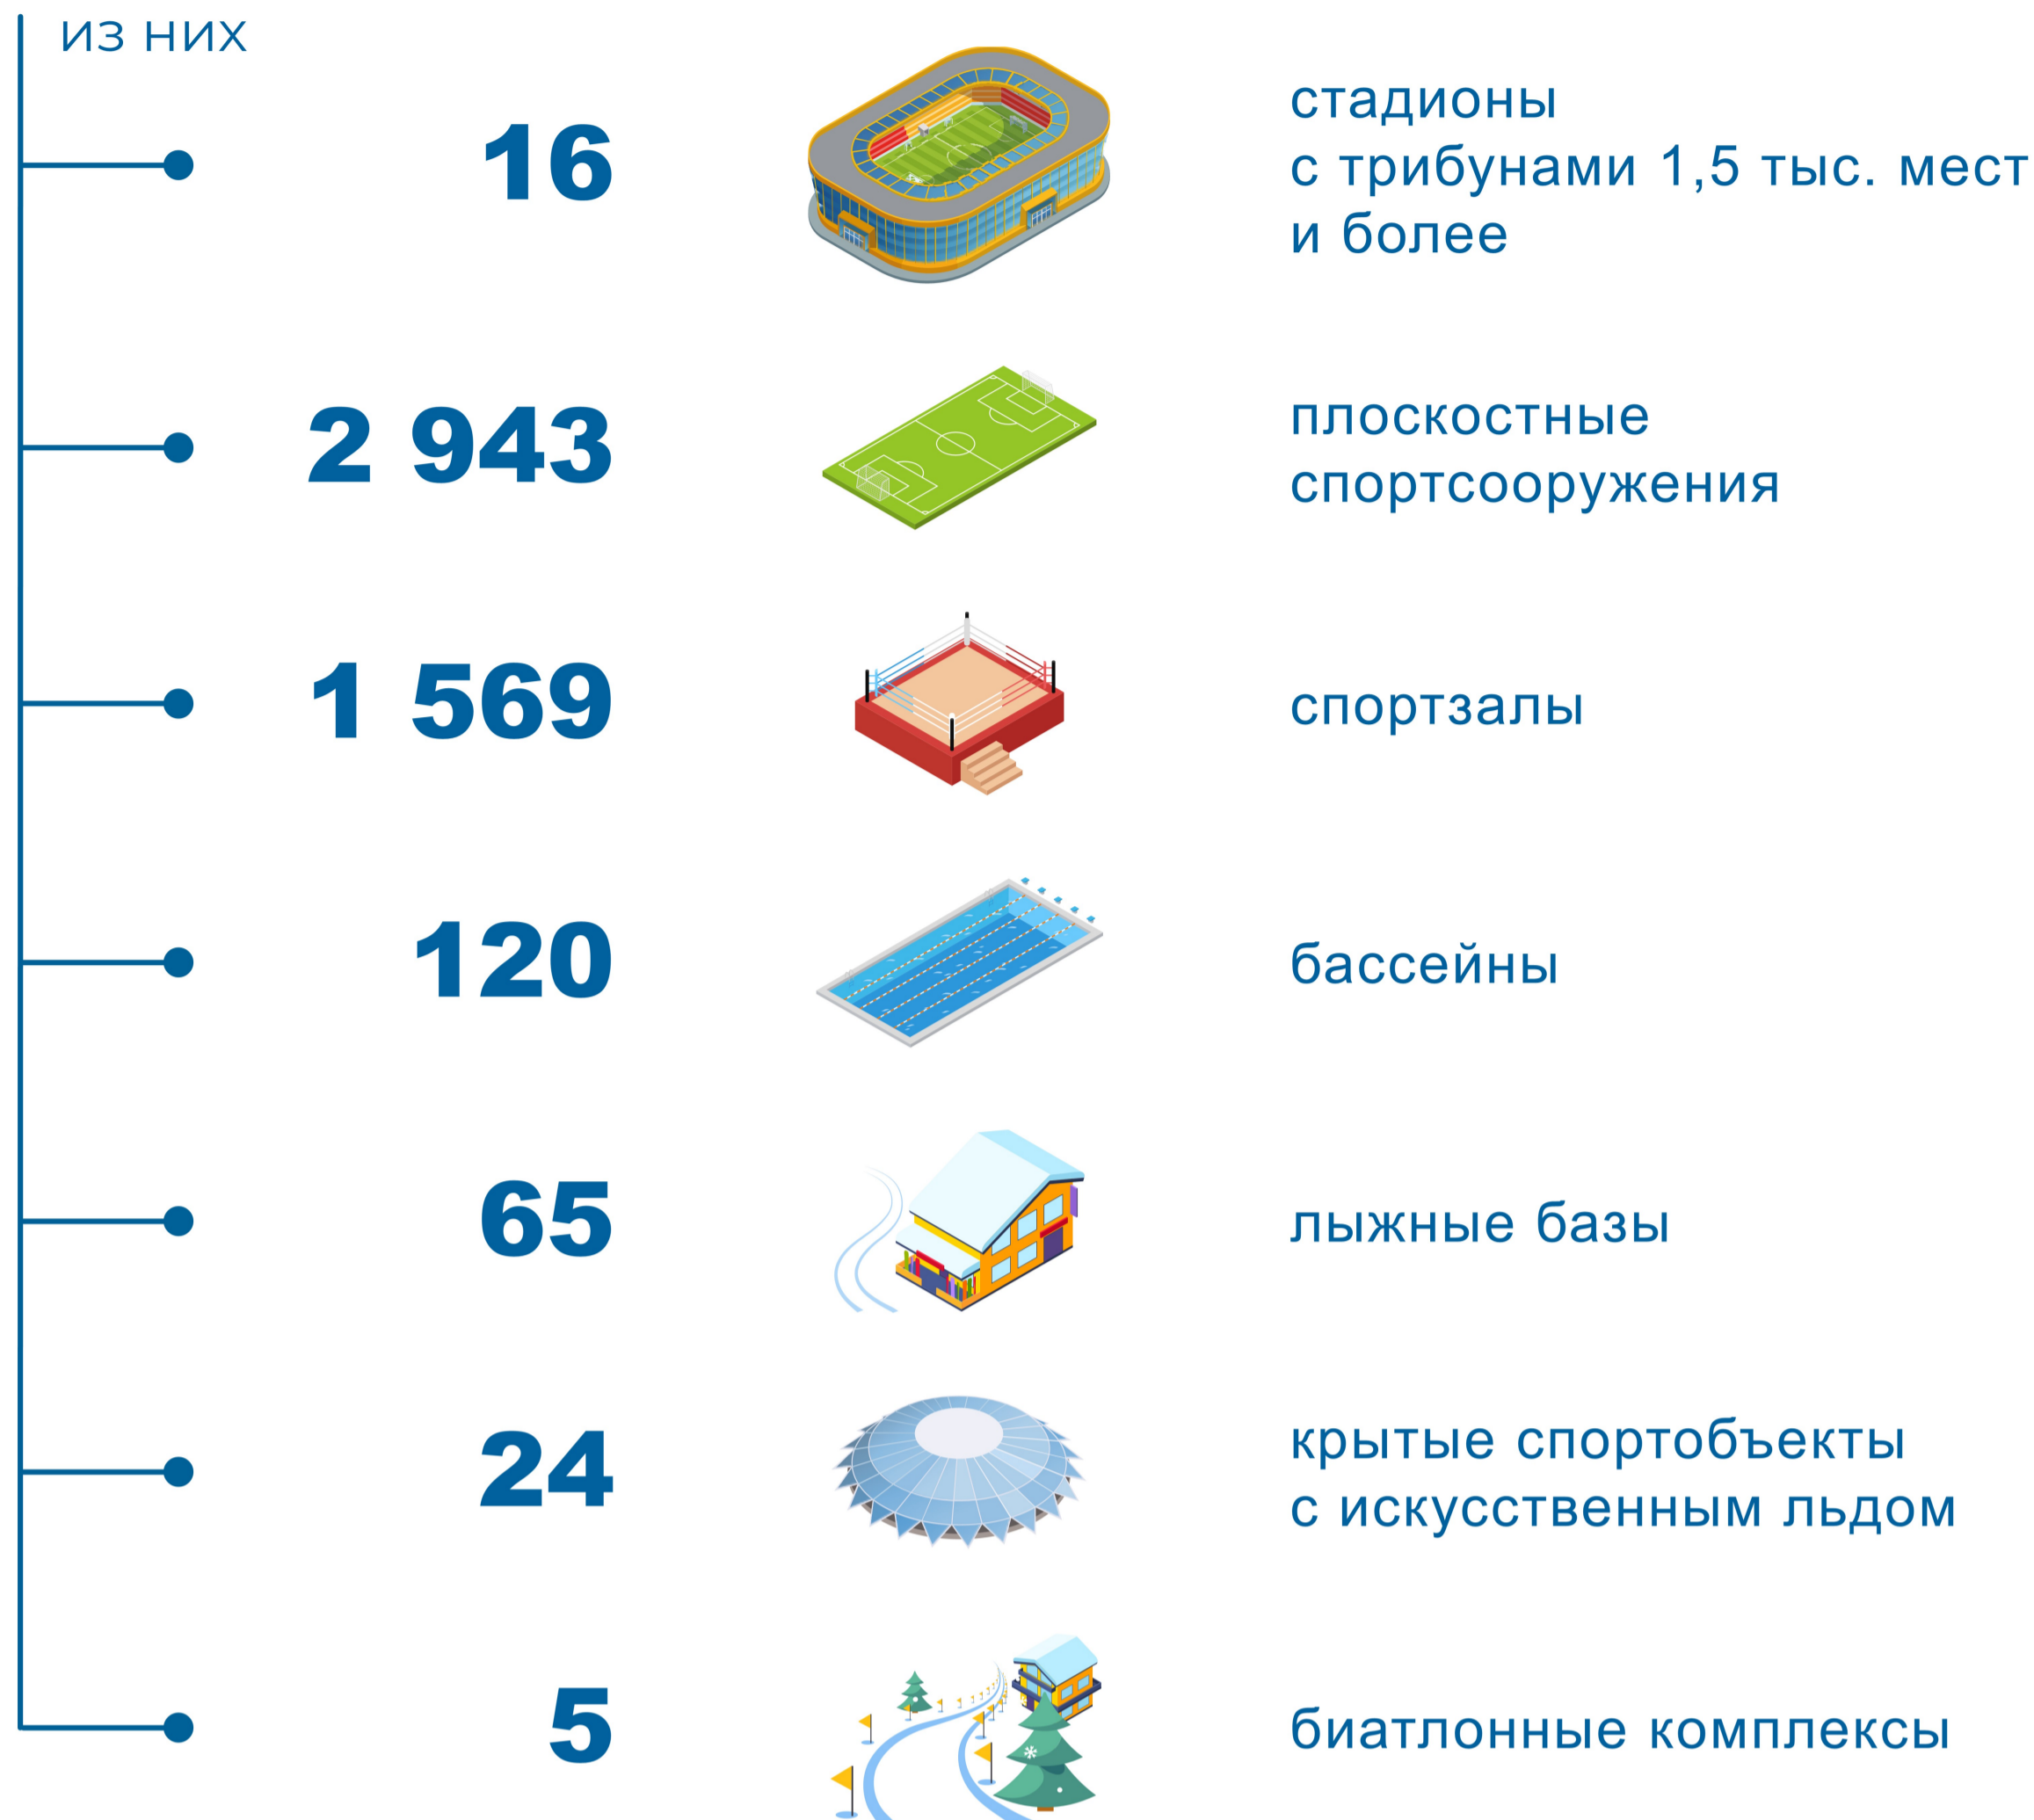 из них
16
стадионы
с трибунами 1,5 тыс. мест
и более
2 943
плоскостные
спортсооружения
1 569
спортзалы
120
бассейны
65
лыжные базы
24
крытые спортобъекты
с искусственным льдом
5
биатлонные комплексы